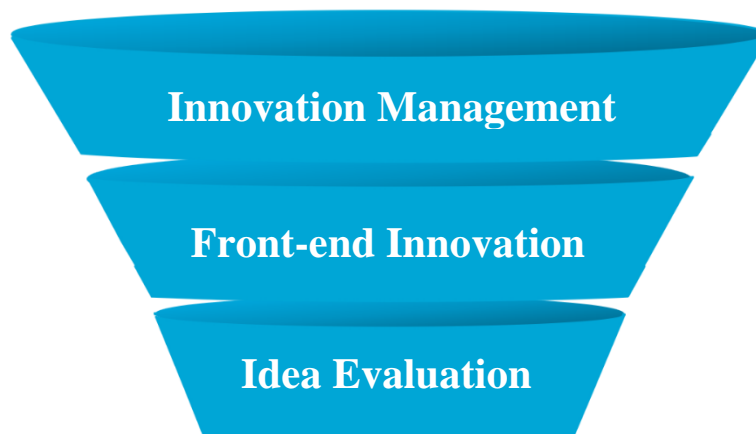 Innovation Management
Front-end Innovation
Idea Evaluation